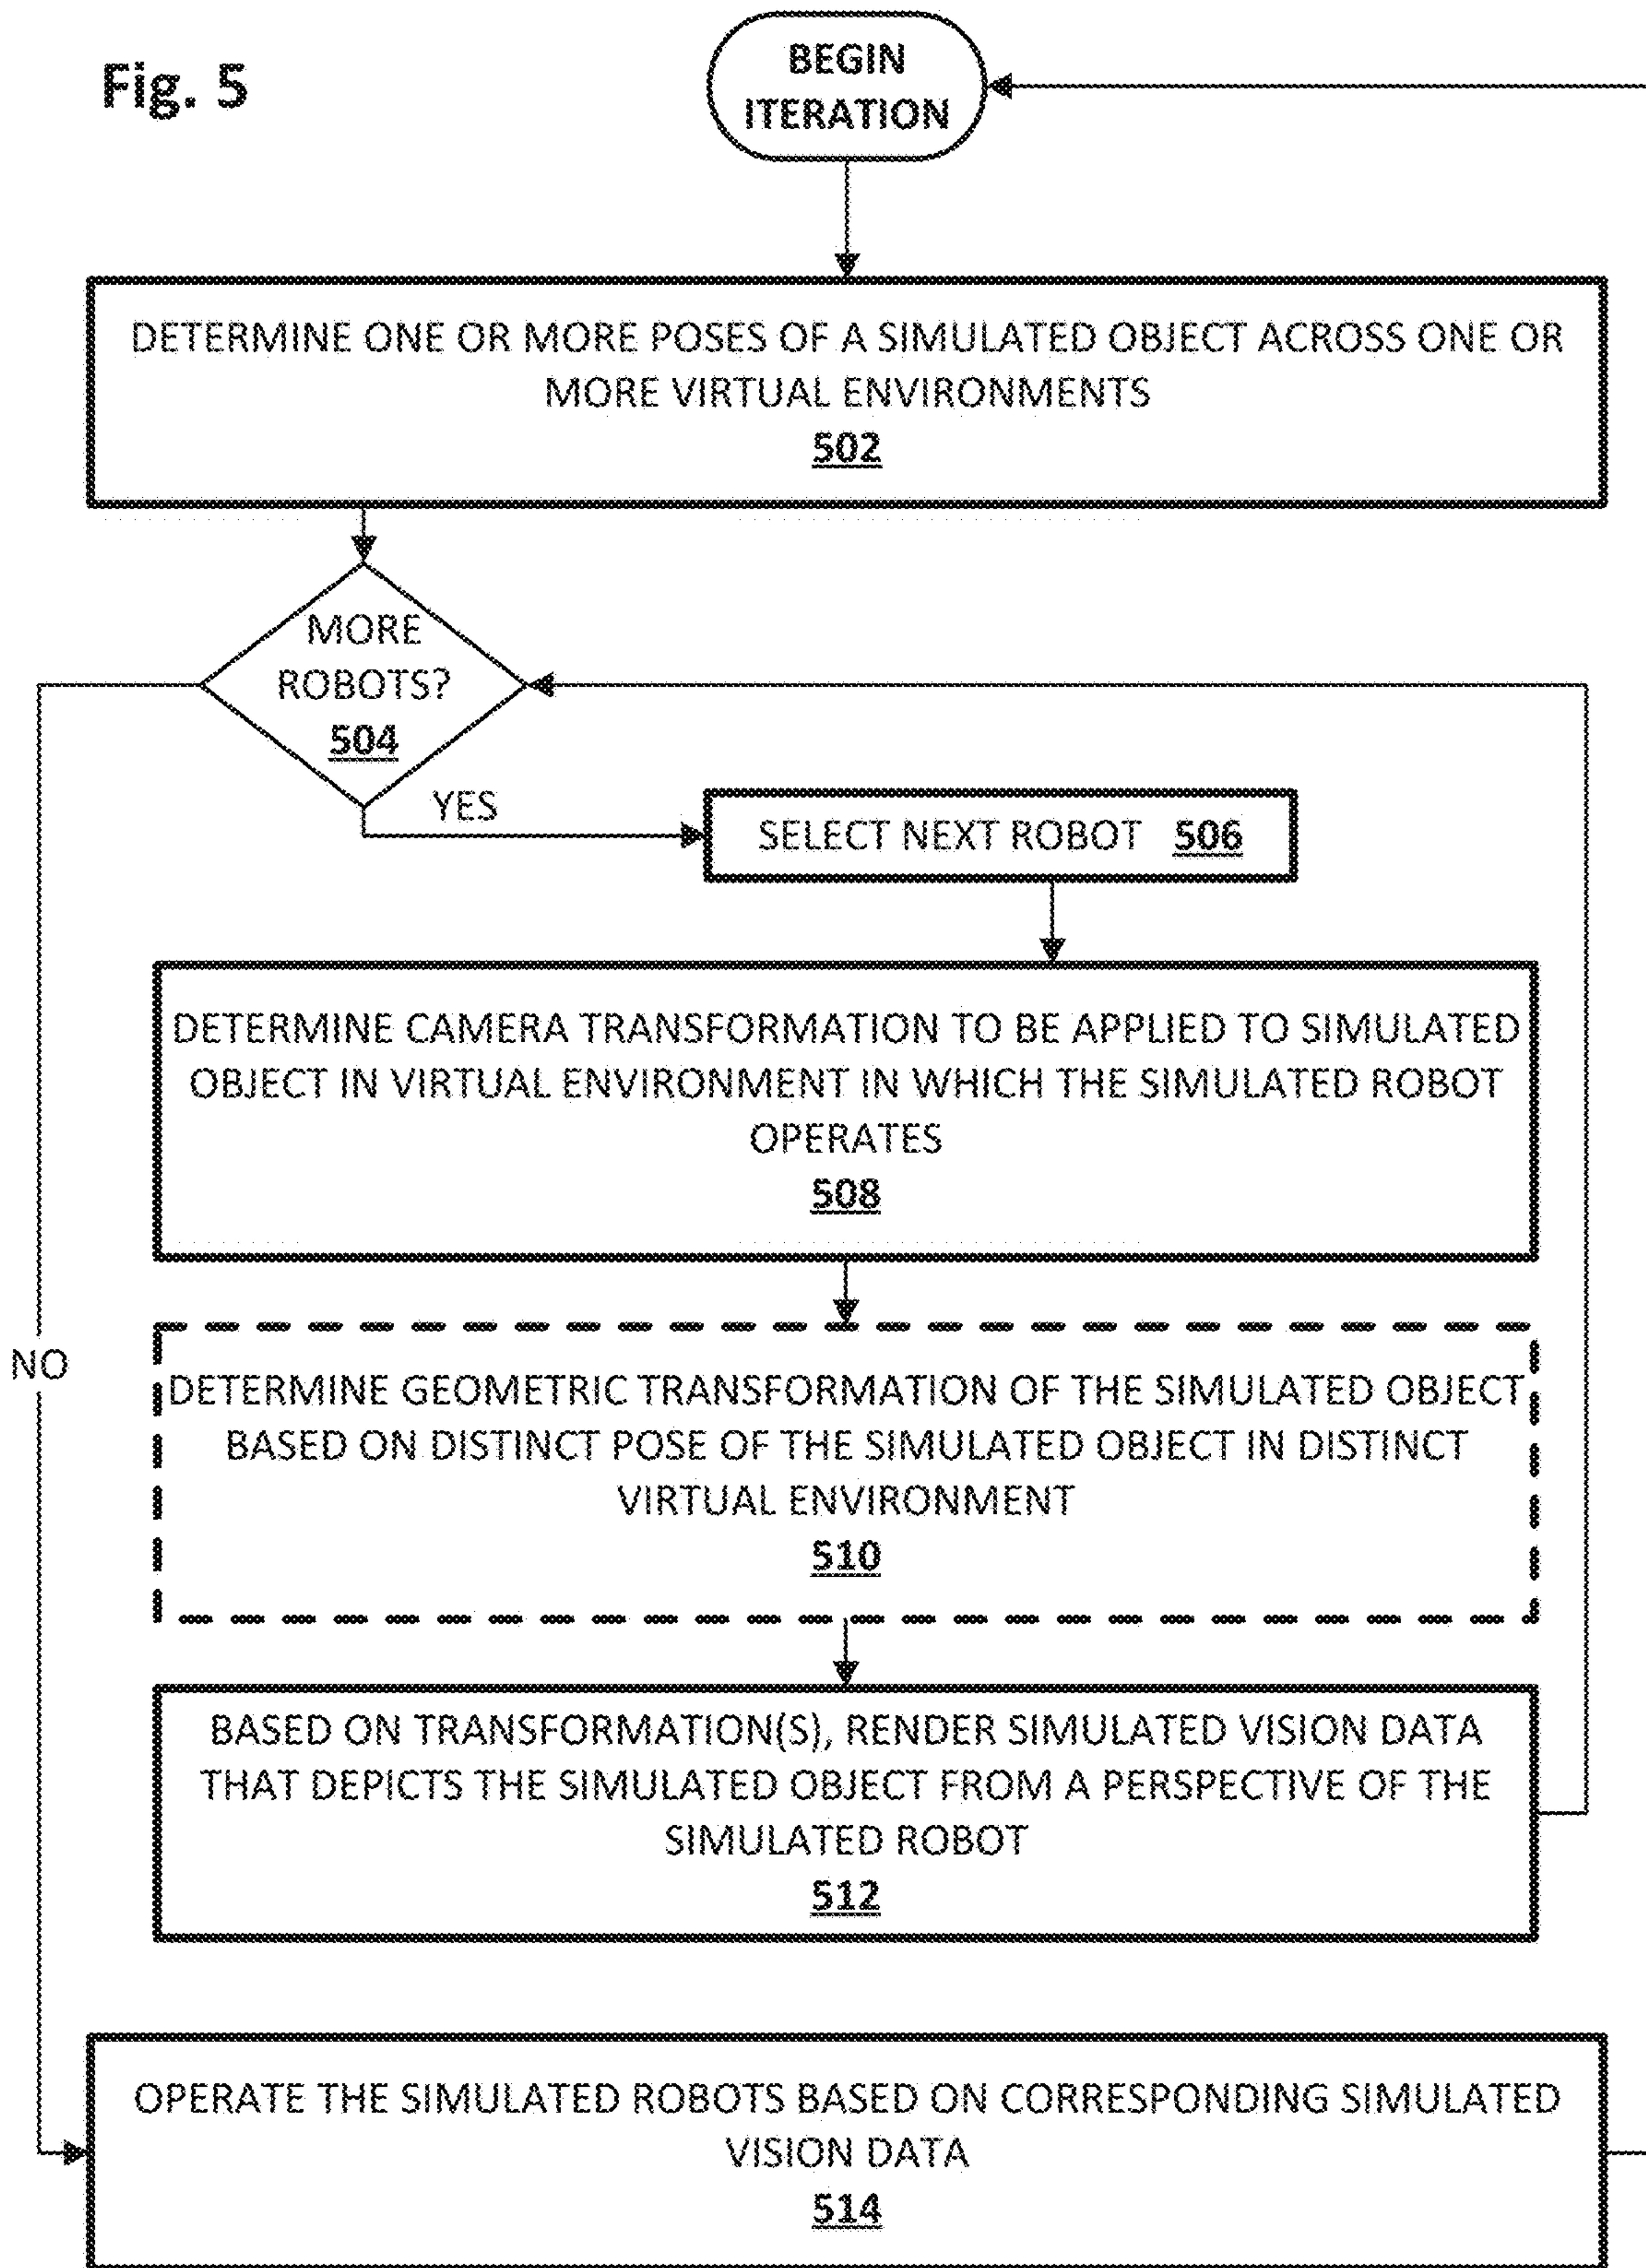 Fig. 5
BEGIN
ITERATION
DETERMINE ONE OR MORE POSES OF A SIMULATED OBJECT ACROSS ONE OR
MORE VIRTUAL ENVIRONMENTS
502
MORE
ROBOTS?
504
YES
SELECT NEXT ROBOT 506
DETERMINE CAMERA TRANSFORMATION TO BE APPLIED TO SIMULATED
OBJECT IN VIRTUAL ENVIRONMENT IN WHICH THE SIMULATED ROBOT
OPERATES
508
NO
DETERMINE GEOMETRIC TRANSFORMATION OF THE SIMULATED OBJECT
BASED ON DISTINCT POSE OF THE SIMULATED OBJECT IN DISTINCT
VIRTUAL ENVIRONMENT
510
BASED ON TRANSFORMATION(S), RENDER SIMULATED VISION DATA
THAT DEPICTS THE SIMULATED OBJECT FROM A PERSPECTIVE OF THE
SIMULATED ROBOT
512
OPERATE THE SIMULATED ROBOTS BASED ON CORRESPONDING SIMULATED
VISION DATA
514